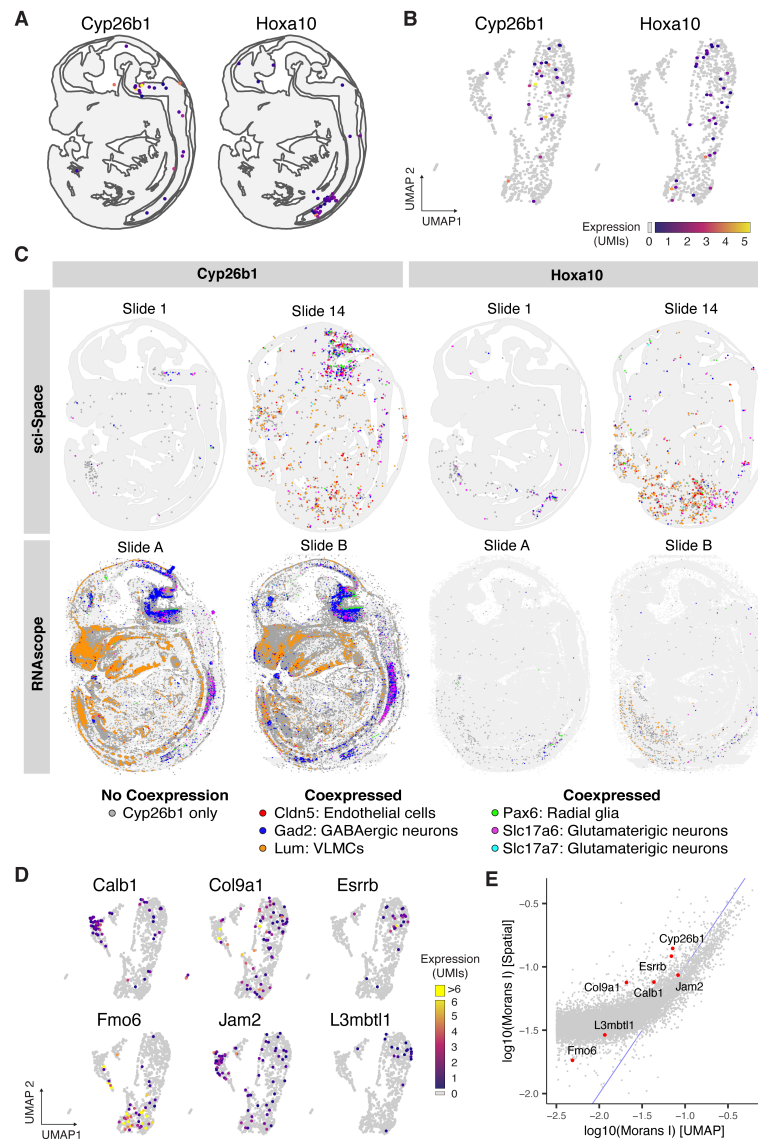 A
Cyp26b1 Hoxa10
B
Cyp26b1 Hoxa10
UMAP 2
UMAP1
Expression
(UMIs)
0 1 2 3 4 5
C
Cyp26b1 Hoxa10
sci-Space
Slide 1 Slide 14 Slide 1 Slide 14
RNAscope
Slide A Slide B Slide A Slide B
No Coexpression Coexpressed Coexpressed
Cyp26b1 only Cldn5: Endothelial cells Pax6: Radial glia
Gad2: GABAergic neurons Slc17a6: Glutamaterigic neurons
Lum: VLMCs Slc17a7: Glutamaterigic neurons
D
Calb1 Col9a1 Esrrb
Fmo6 Jam2 L3mbtl1
UMAP 2
UMAP1
Expression
(UMIs)
>6
6
5
4
3
2
1
0
E
log10(Morans I) [Spatial]
−0.5
−1.0
−1.5
−2.0
Cyp26b1
Esrrb
Col9a1
Calb1
Jam2
L3mbtl1
Fmo6
−2.5 −2.0 −1.5 −1.0 −0.5
log10(Morans I) [UMAP]